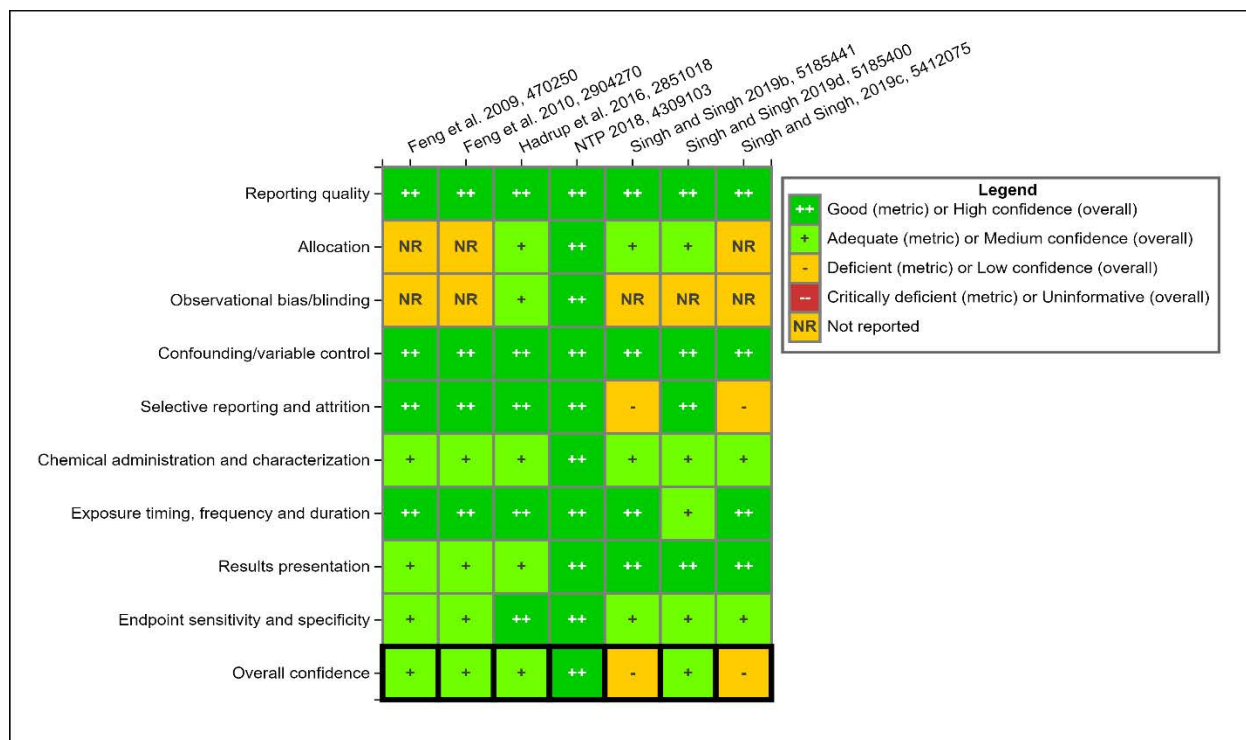 Feng et al. 2009, 470250
Feng et al. 2010, 2904270
Hadrup et al. 2016, 2851018
NTP 2018, 4309103
Singh and Singh 2019b, 5185441
Singh and Singh 2019d, 5185400
Singh and Singh, 2019c, 5412075
Reporting quality ++ ++ ++ ++ ++ ++ ++
Allocation NR NR + ++ + + NR
Observational bias/blinding NR NR + ++ NR NR NR
Confounding/variable control ++ ++ ++ ++ ++ ++ ++
Selective reporting and attrition ++ ++ ++ ++ - ++ -
Chemical administration and characterization + + + ++ + + +
Exposure timing, frequency and duration ++ ++ ++ ++ ++ + ++
Results presentation + + + ++ ++ ++ ++
Endpoint sensitivity and specificity + + ++ ++ + + +
Overall confidence + + + ++ - + -
Legend
++ Good (metric) or High confidence (overall)
+ Adequate (metric) or Medium confidence (overall)
- Deficient (metric) or Low confidence (overall)
-- Critically deficient (metric) or Uninformative (overall)
NR Not reported